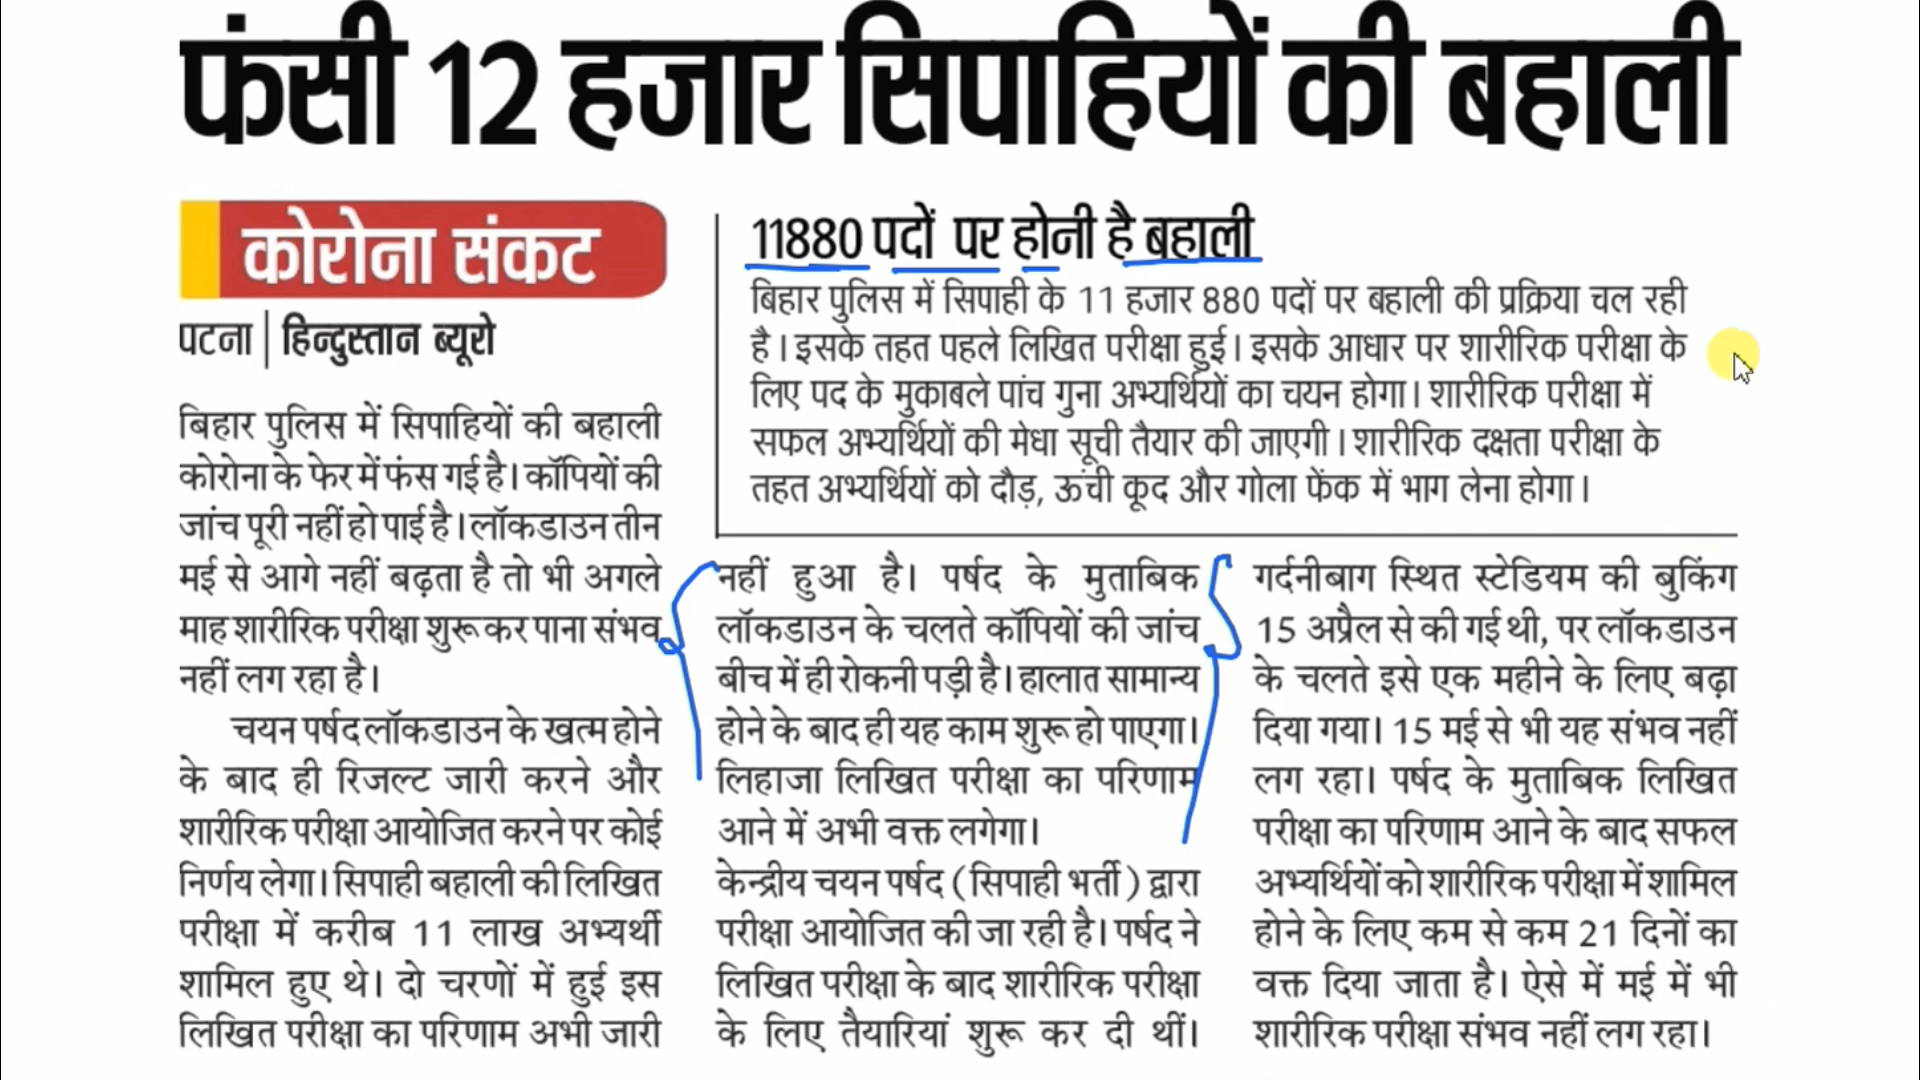 फंसी 12 हजार सिपाहियों की बहाली
कोरोना संकट
पटना | हिन्दुस्तान ब्यूरो
11880 पदों पर होनी है बहाली
बिहार पुलिस में सिपाही के 11 हजार 880 पदों पर बहाली की प्रक्रिया चल रही
है। इसके तहत पहले लिखित परीक्षा हुई। इसके आधार पर शारीरिक परीक्षा के
लिए पद के मुकाबले पांच गुना अभ्यर्थियों का चयन होगा। शारीरिक परीक्षा में
सफल अभ्यर्थियों की मेधा सूची तैयार की जाएगी। शारीरिक दक्षता परीक्षा के
तहत अभ्यर्थियों को दौड़, ऊंची कूद और गोला फेंक में भाग लेना होगा।
बिहार पुलिस में सिपाहियों की बहाली
कोरोना के फेर में फंस गई है। कॉपियों की
जांच पूरी नहीं हो पाई है। लॉकडाउन तीन
मई से आगे नहीं बढ़ता है तो भी अगले
माह शारीरिक परीक्षा शुरू कर पाना संभव
नहीं लग रहा है।
चयन पर्षद लॉकडाउन के खत्म होने
के बाद ही रिजल्ट जारी करने और
शारीरिक परीक्षा आयोजित करने पर कोई
निर्णय लेगा। सिपाही बहाली की लिखित
परीक्षा में करीब 11 लाख अभ्यर्थी
शामिल हुए थे। दो चरणों में हुई इस
लिखित परीक्षा का परिणाम अभी जारी
नहीं हुआ है। पर्षद के मुताबिक
लॉकडाउन के चलते कॉपियों की जांच
बीच में ही रोकनी पड़ी है। हालात सामान्य
होने के बाद ही यह काम शुरू हो पाएगा।
लिहाजा लिखित परीक्षा का परिणाम
आने में अभी वक्त लगेगा।
केन्द्रीय चयन पर्षद (सिपाही भर्ती) द्वारा
परीक्षा आयोजित की जा रही है। पर्षद ने
लिखित परीक्षा के बाद शारीरिक परीक्षा
के लिए तैयारियां शुरू कर दी थीं।
गर्दनीबाग स्थित स्टेडियम की बुकिंग
15 अप्रैल से की गई थी, पर लॉकडाउन
के चलते इसे एक महीने के लिए बढ़ा
दिया गया। 15 मई से भी यह संभव नहीं
लग रहा। पर्षद के मुताबिक लिखित
परीक्षा का परिणाम आने के बाद सफल
अभ्यर्थियों को शारीरिक परीक्षा में शामिल
होने के लिए कम से कम 21 दिनों का
वक्त दिया जाता है। ऐसे में मई में भी
शारीरिक परीक्षा संभव नहीं लग रहा।